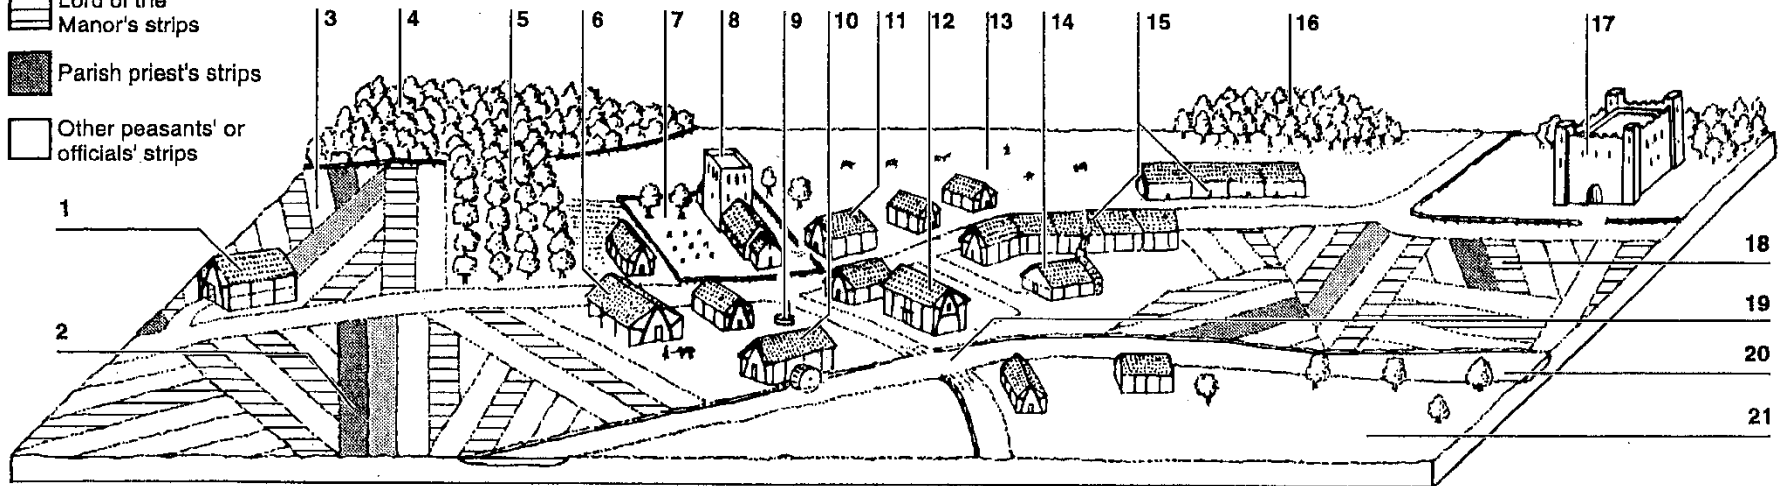 Lord of the
Manor's strips
Parish priest's strips
Other peasants' or
officials' strips
3 4 5 6 7 8 9 10 11 12 13 14 15 16 17
1
2
18
19
20
21